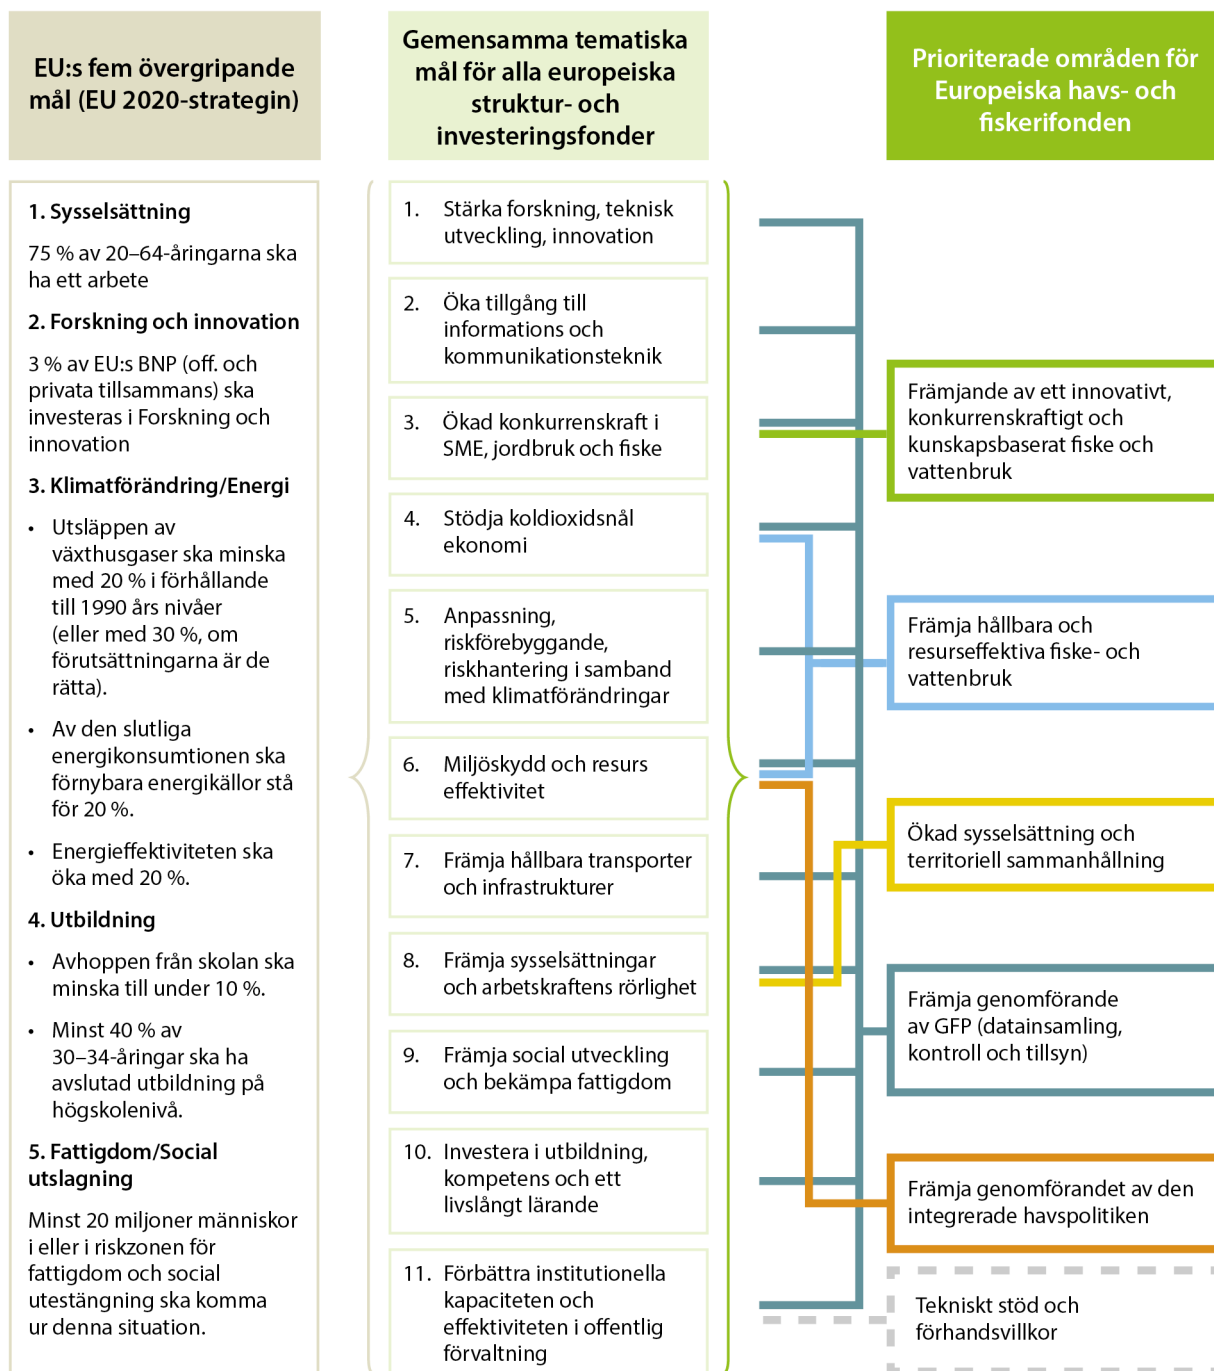 EU:s fem övergripande
mål (EU 2020-strategin)
1. Sysselsättning
75 % av 20–64-åringarna ska
ha ett arbete
2. Forskning och innovation
3 % av EU:s BNP (off. och
privata tillsammans) ska
investeras i Forskning och
innovation
3. Klimatförändring/Energi
• Utsläppen av
växthusgaser ska minska
med 20 % i förhållande
till 1990 års nivåer
(eller med 30 %, om
förutsättningarna är de
rätta).
• Av den slutliga
energikonsumtionen ska
förnybara energikällor stå
för 20 %.
• Energieffektiviteten ska
öka med 20 %.
4. Utbildning
• Avhoppen från skolan ska
minska till under 10 %.
• Minst 40 % av
30–34-åringar ska ha
avslutad utbildning på
högskolenivå.
5. Fattigdom/Social
utslagning
Minst 20 miljoner människor
i eller i riskzonen för
fattigdom och social
utestängning ska komma
ur denna situation.
Gemensamma tematiska
mål för alla europeiska
struktur- och
investeringsfonder
1. Stärka forskning, teknisk
utveckling, innovation
2. Öka tillgång till
informations och
kommunikationsteknik
3. Ökad konkurrenskraft i
SME, jordbruk och fiske
4. Stödja koldioxidsnål
ekonomi
5. Anpassning,
riskförebyggande,
riskhantering i samband
med klimatförändringar
6. Miljöskydd och resurs
effektivitet
7. Främja hållbara transporter
och infrastrukturer
8. Främja sysselsättningar
och arbetskraftens rörlighet
9. Främja social utveckling
och bekämpa fattigdom
10. Investera i utbildning,
kompetens och ett
livslångt lärande
11. Förbättra institutionella
kapaciteten och
effektiviteten i offentlig
förvaltning
Prioriterade områden för
Europeiska havs- och
fiskerifonden
Främjande av ett innovativt,
konkurrenskraftigt och
kunskapsbaserat fiske och
vattenbruk
Främja hållbara och
resurseffektiva fiske- och
vattenbruk
Ökad sysselsättning och
territoriell sammanhållning
Främja genomförande
av GFP (datainsamling,
kontroll och tillsyn)
Främja genomförandet av den
integrerade havspolitiken
Tekniskt stöd och
förhandsvillkor